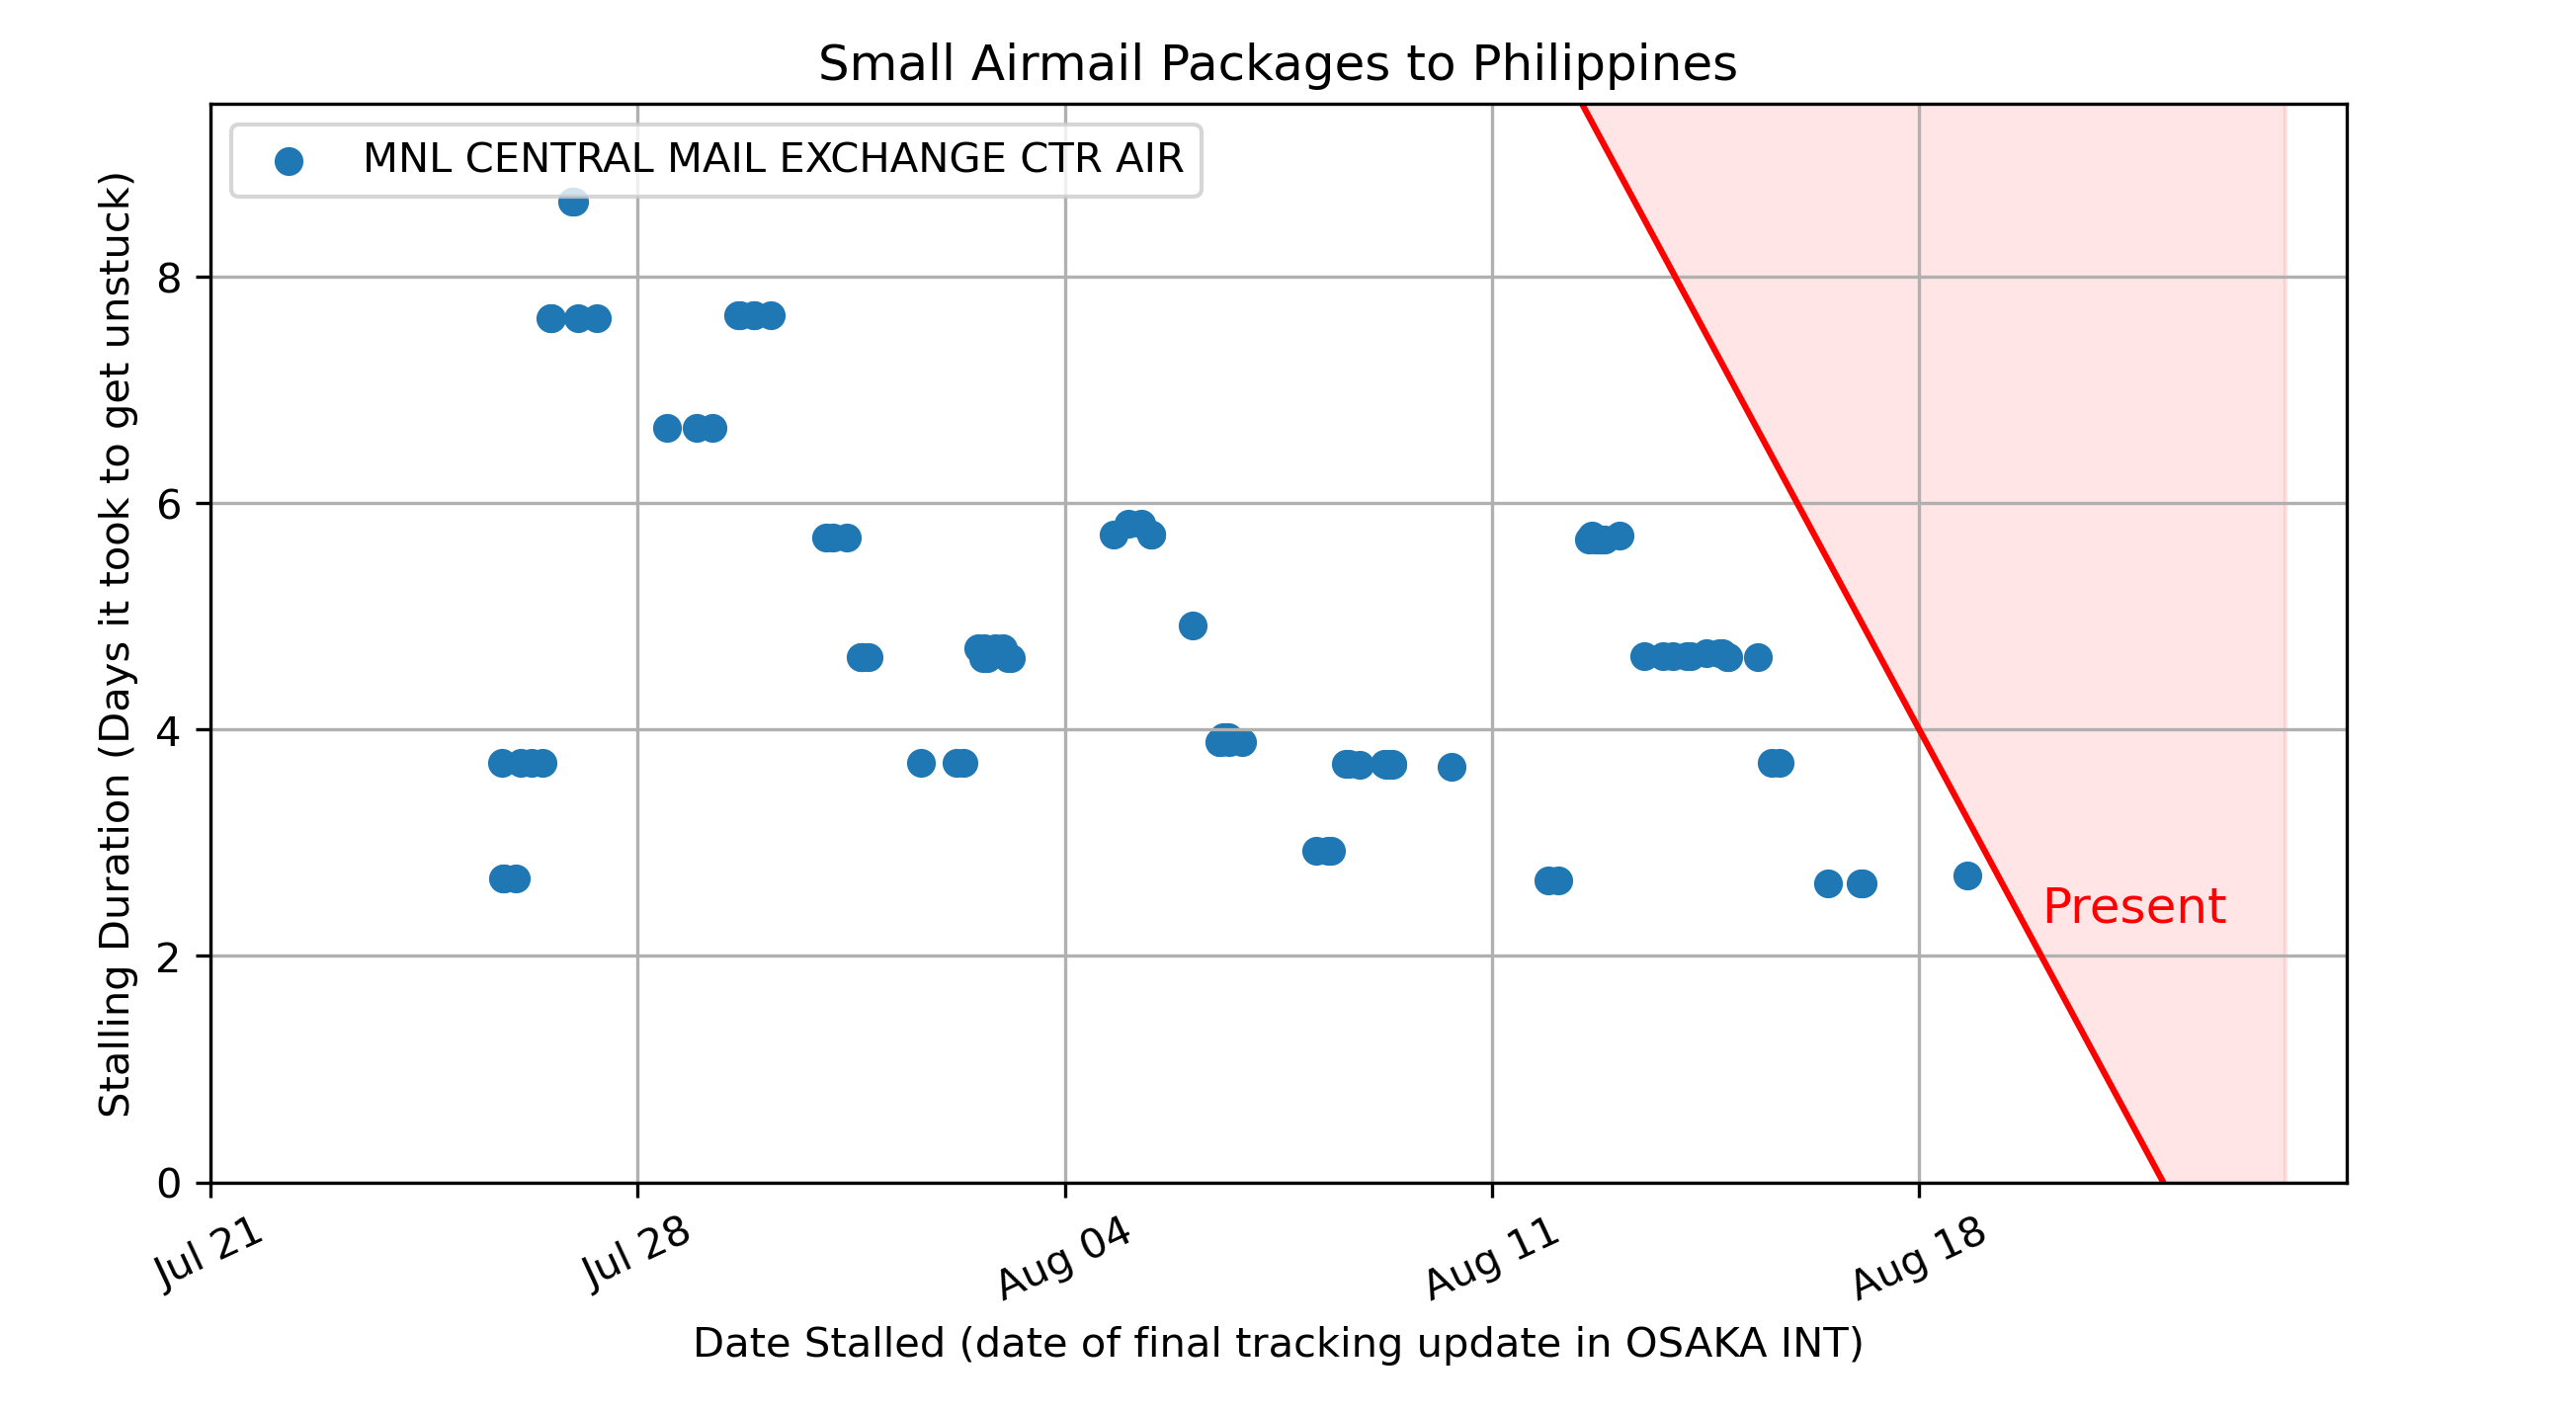 Small Airmail Packages to Philippines
MNL CENTRAL MAIL EXCHANGE CTR AIR
Stalling Duration (Days it took to get unstuck)
8
6
4
2
0
Present
Jul 21
Jul 28
Aug 04
Aug 11
Aug 18
Date Stalled (date of final tracking update in OSAKA INT)